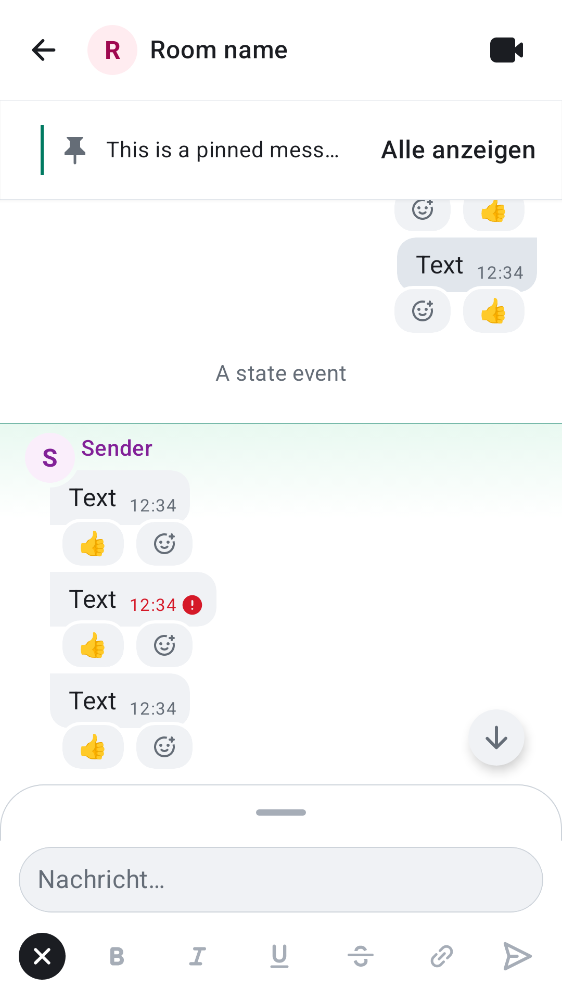 R Room name
This is a pinned mess… Alle anzeigen
Text 12:34
A state event
S Sender
Text 12:34
Text 12:34
Text 12:34
Nachricht…
B I U S